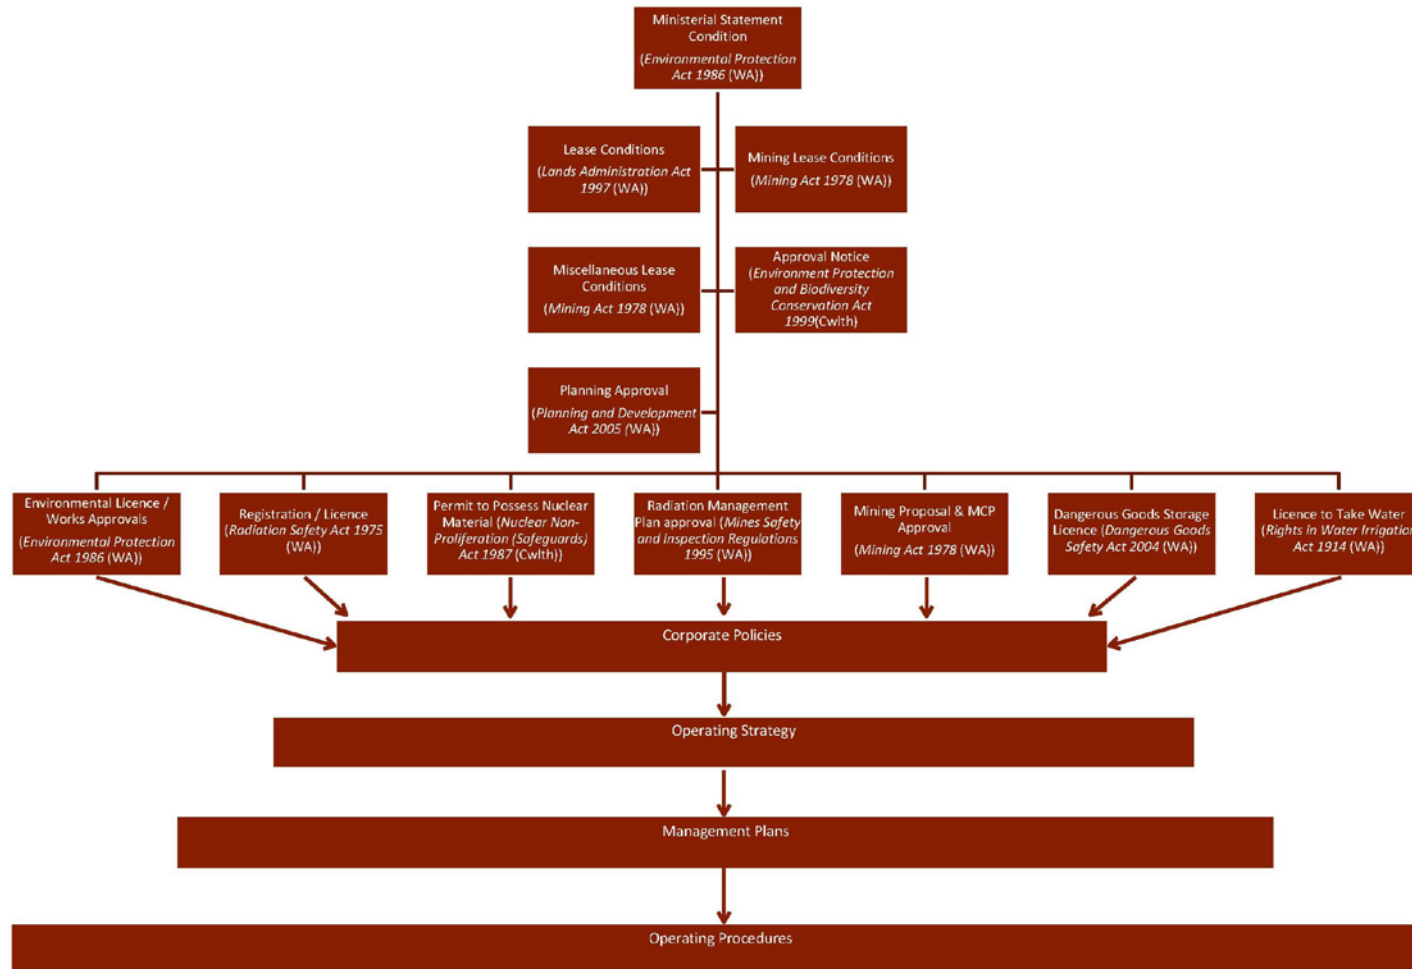 Ministerial Statement
Condition
(Environmental Protection
Act 1986 (WA))
Lease Conditions
(Lands Administration Act
1997 (WA))
Mining Lease Conditions
(Mining Act 1978 (WA))
Miscellaneous Lease
Conditions
(Mining Act 1978 (WA))
Approval Notice
(Environment Protection
and Biodiversity
Conservation Act
1999(Cwlth)
Planning Approval
(Planning and Development
Act 2005 (WA))
Environmental Licence /
Works Approvals
(Environmental Protection
Act 1986 (WA))
Registration / Licence
(Radiation Safety Act 1975
(WA))
Permit to Possess Nuclear
Material (Nuclear Non-
Proliferation (Safeguards)
Act 1987 (Cwlth))
Radiation Management
Plan approval (Mines Safety
and Inspection Regulations
1995 (WA))
Mining Proposal & MCP
Approval
(Mining Act 1978 (WA))
Dangerous Goods Storage
Licence (Dangerous Goods
Safety Act 2004 (WA))
Licence to Take Water
(Rights in Water Irrigation
Act 1914 (WA))
Corporate Policies
Operating Strategy
Management Plans
Operating Procedures